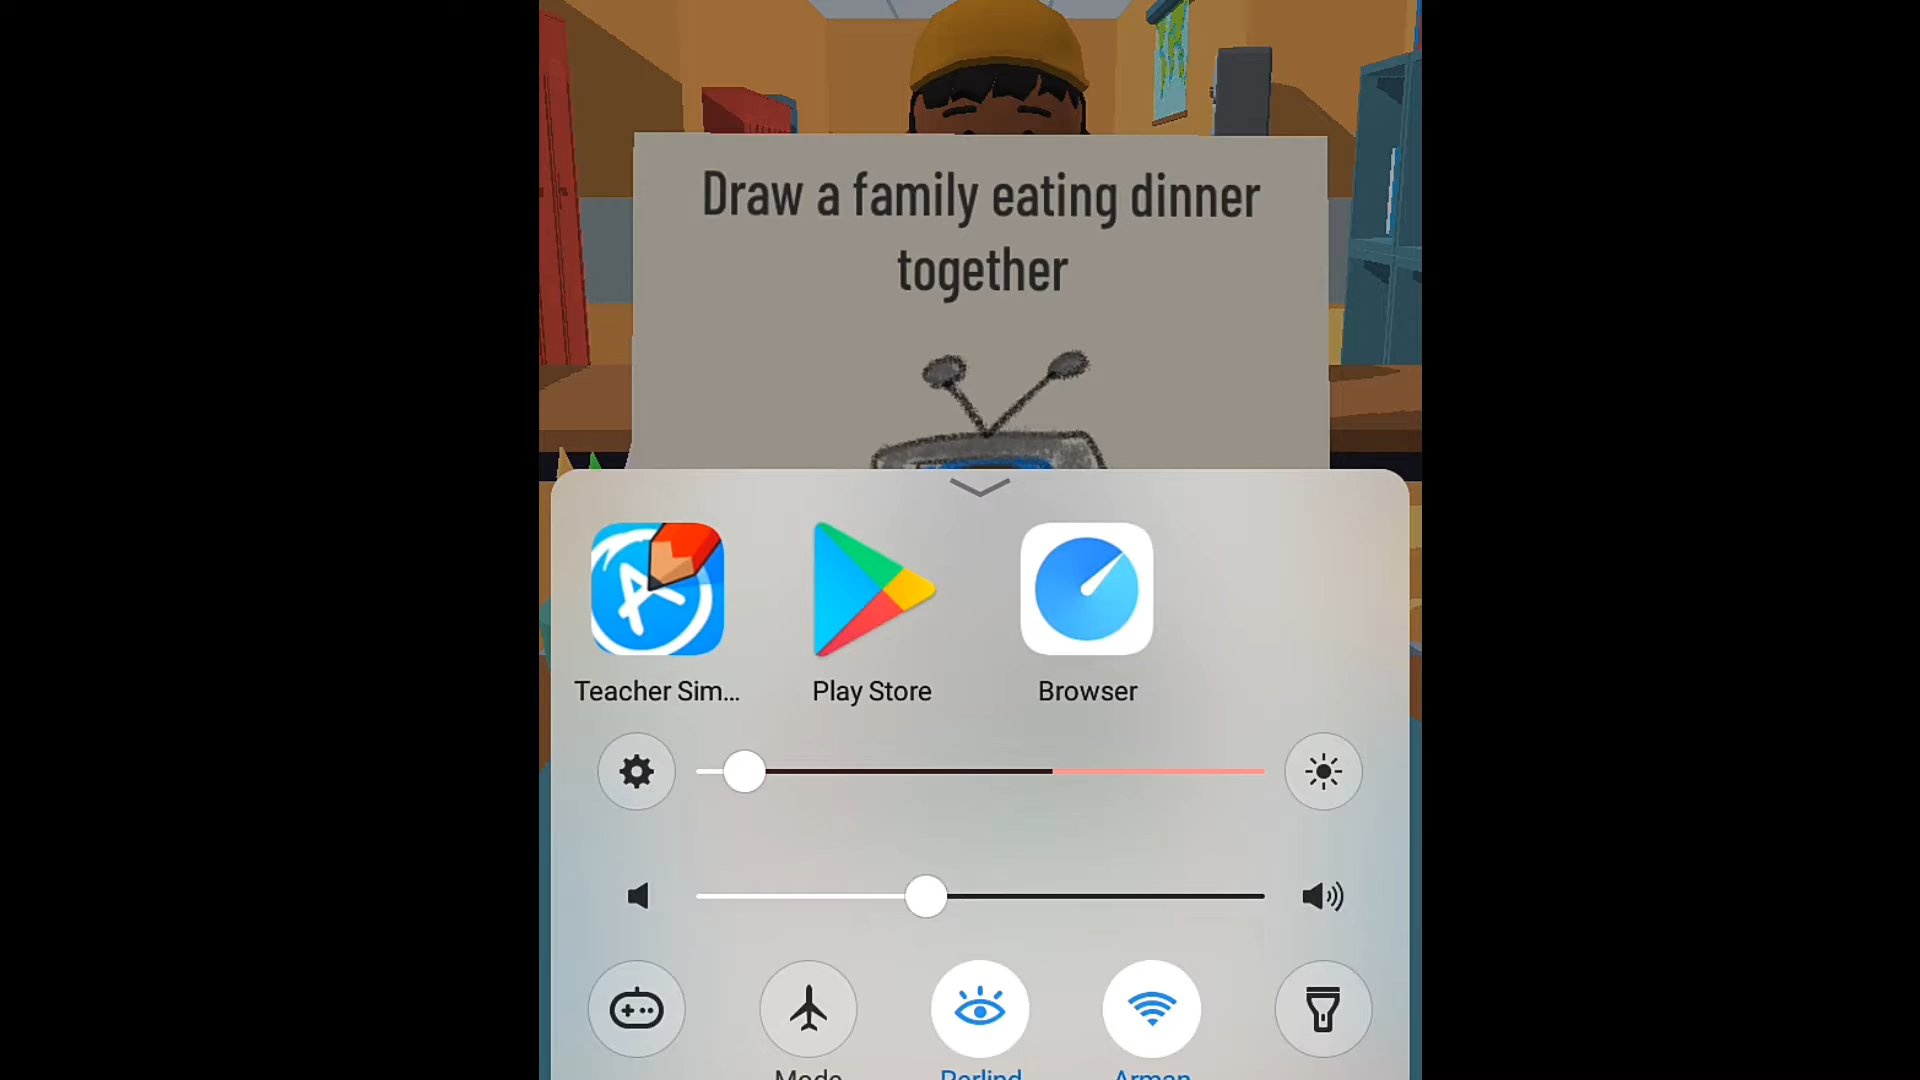 Draw a family eating dinner
together
Teacher Sim...
Play Store
Browser